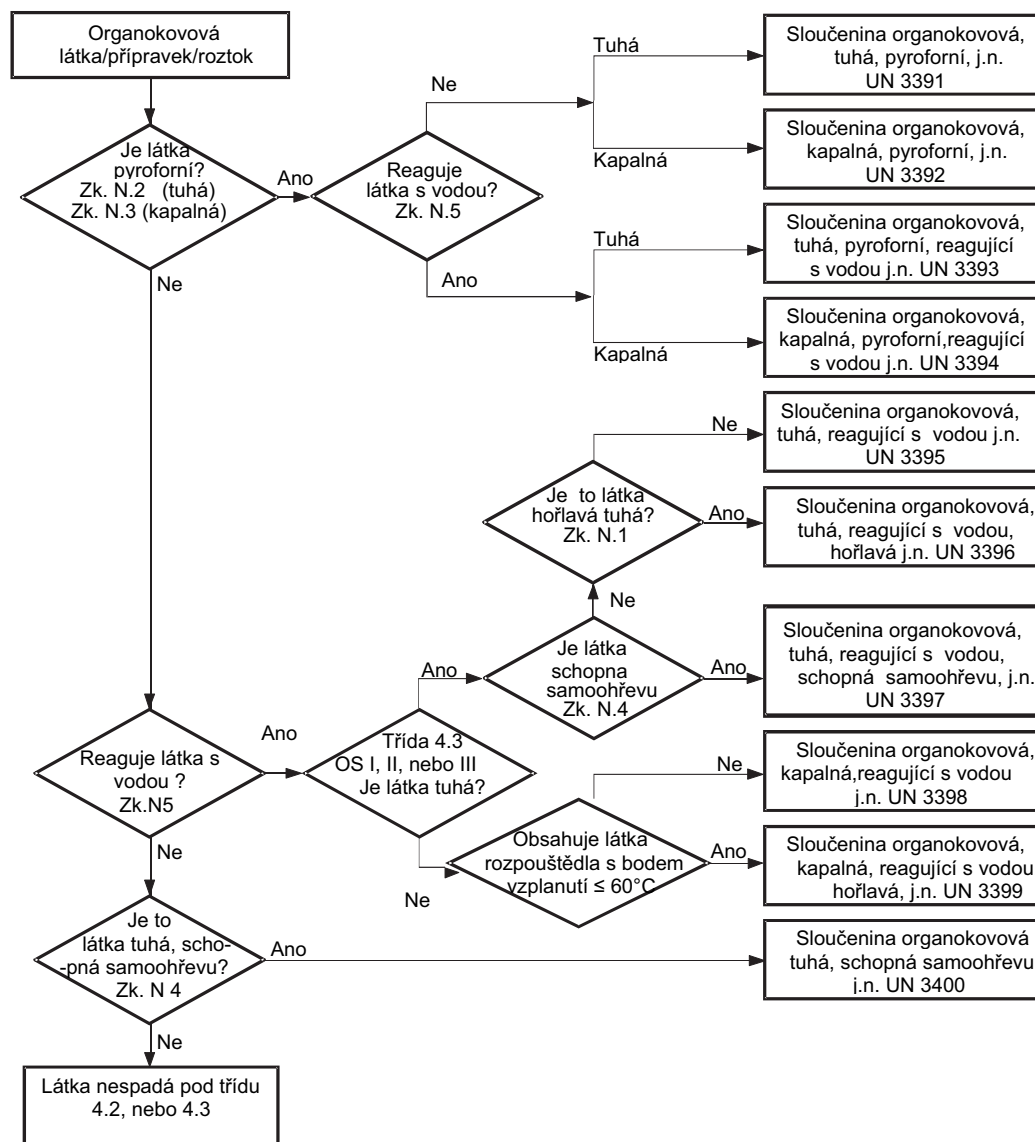 Organokovová
látka/přípravek/roztok
Je látka
pyroforní?
Zk. N.2 (tuhá)
Zk. N.3 (kapalná)
Ano
Ne
Reaguje
látka s vodou?
Zk. N.5
Ne
Ano
Tuhá
Kapalná
Tuhá
Kapalná
Sloučenina organokovová,
tuhá, pyroforní, j.n.
UN 3391
Sloučenina organokovová,
kapalná, pyroforní, j.n.
UN 3392
Sloučenina organokovová,
tuhá, pyroforní, reagující
s vodou j.n. UN 3393
Sloučenina organokovová,
kapalná, pyroforní,reagující
s vodou j.n. UN 3394
Ne
Sloučenina organokovová,
tuhá, reagující s vodou j.n.
UN 3395
Je to látka
hořlavá tuhá?
Zk. N.1
Ano
Sloučenina organokovová,
tuhá, reagující s vodou,
hořlavá j.n. UN 3396
Ne
Je látka
schopna
samoohřevu
Zk. N.4
Ano
Ano
Sloučenina organokovová,
tuhá, reagující s vodou,
schopná samoohřevu, j.n.
UN 3397
Reaguje látka s
vodou ?
Zk.N5
Ano
Třída 4.3
OS I, II, nebo III
Je látka tuhá?
Ne
Sloučenina organokovová,
kapalná,reagující s vodou
j.n. UN 3398
Ne
Ne
Obsahuje látka
rozpouštědla s bodem
vzplanutí ≤ 60°C
Ano
Sloučenina organokovová,
kapalná, reagující s vodou
hořlavá, j.n. UN 3399
Je to
látka tuhá, scho-
-pná samoohřevu?
Zk. N 4
Ano
Sloučenina organokovová
tuhá, schopná samoohřevu
j.n. UN 3400
Ne
Látka nespadá pod třídu
4.2, nebo 4.3